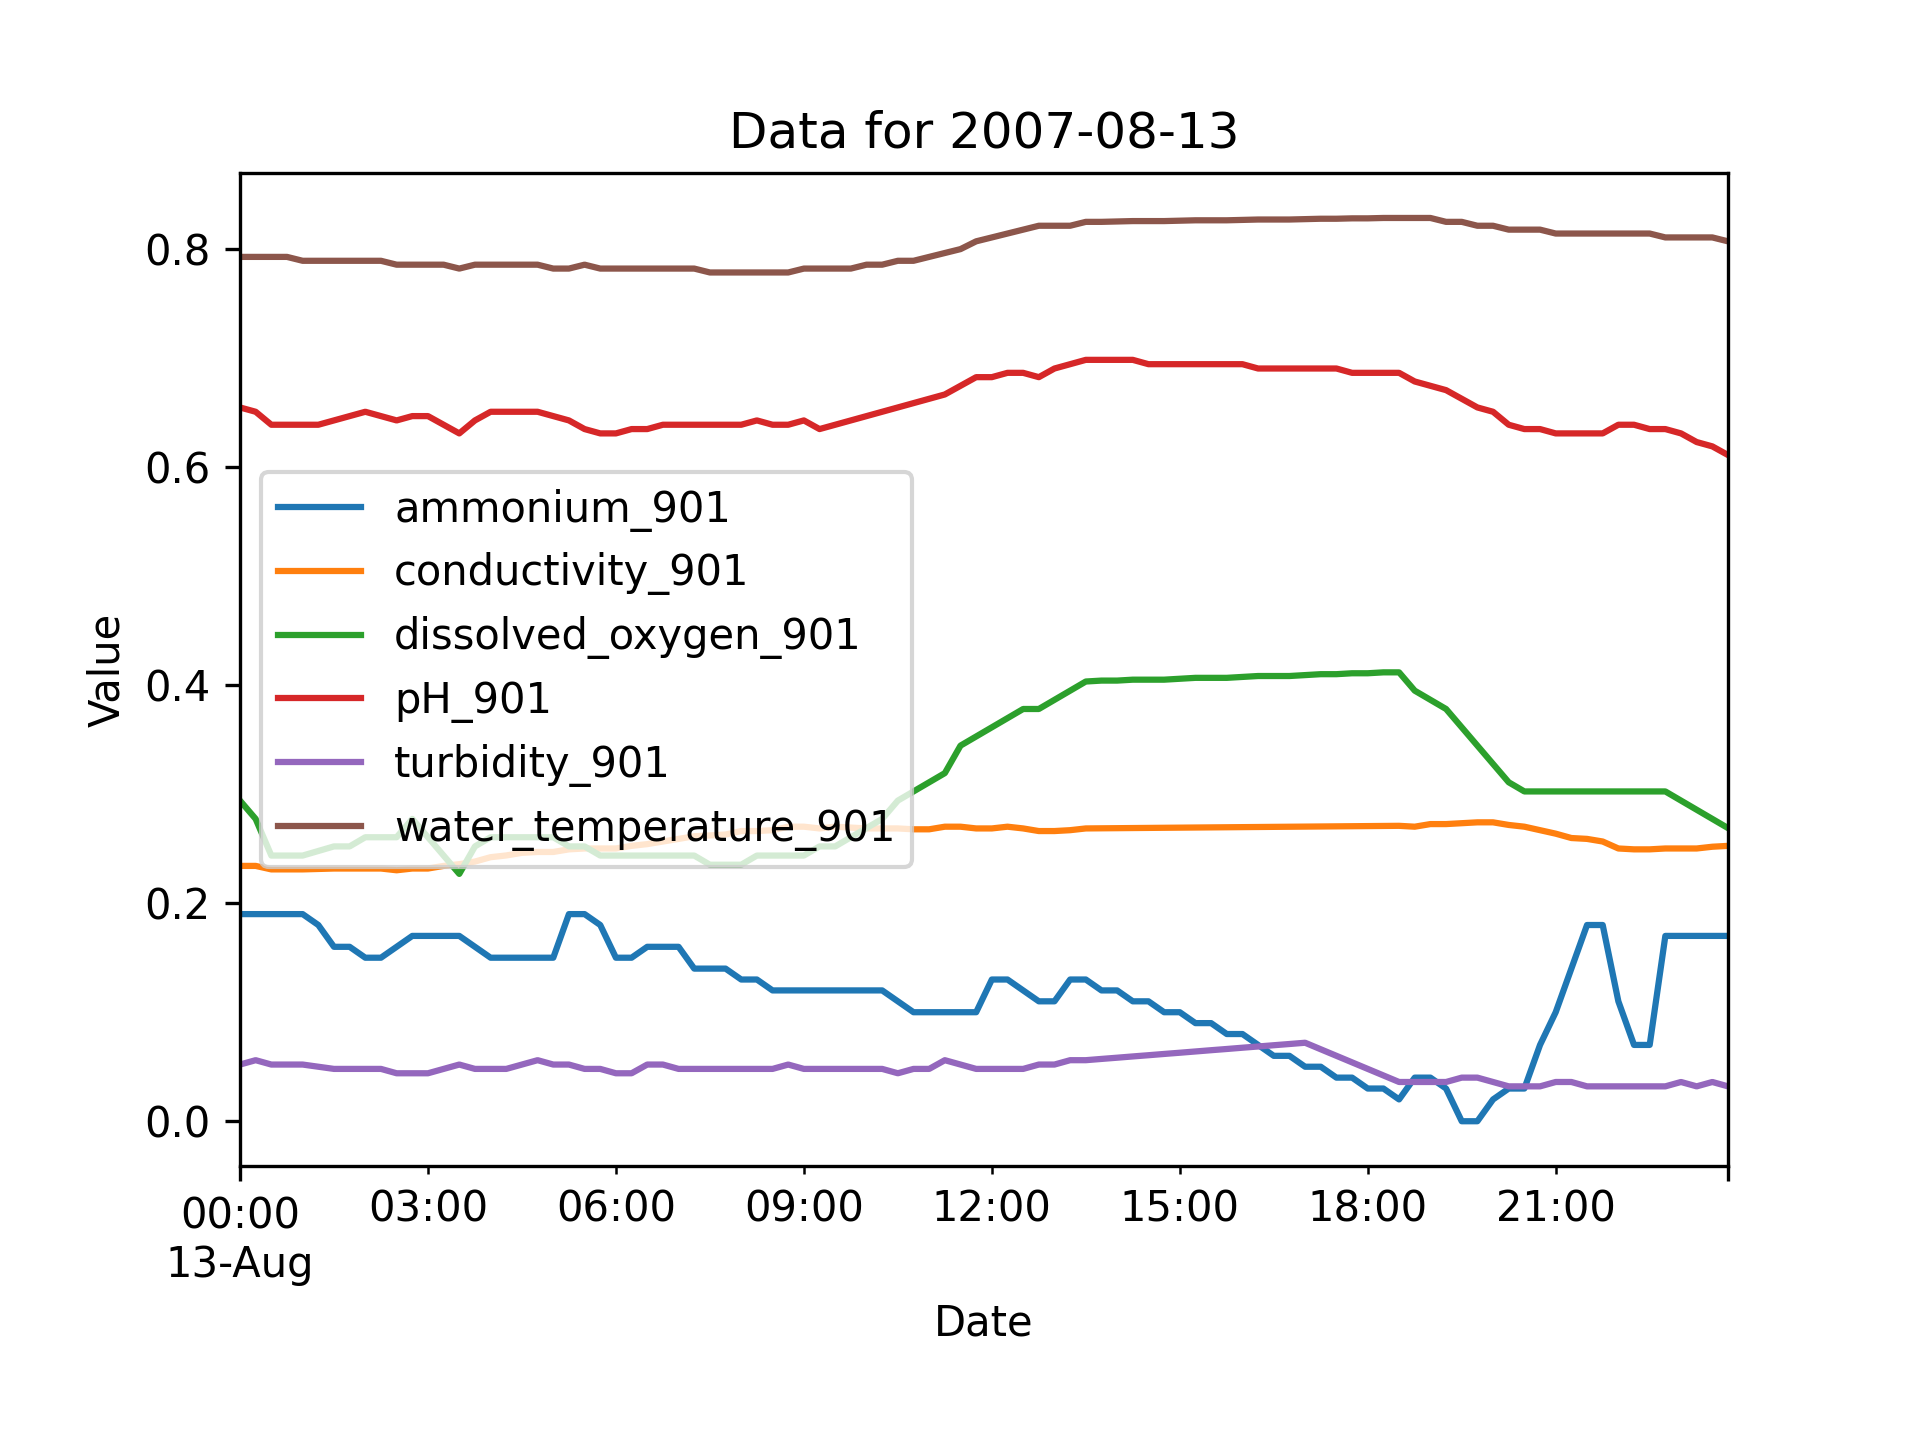 Data for 2007-08-13
Value
0.8
0.6
0.4
0.2
0.0
ammonium_901
conductivity_901
dissolved_oxygen_901
pH_901
turbidity_901
water_temperature_901
00:00 03:00 06:00 09:00 12:00 15:00 18:00 21:00
13-Aug
Date